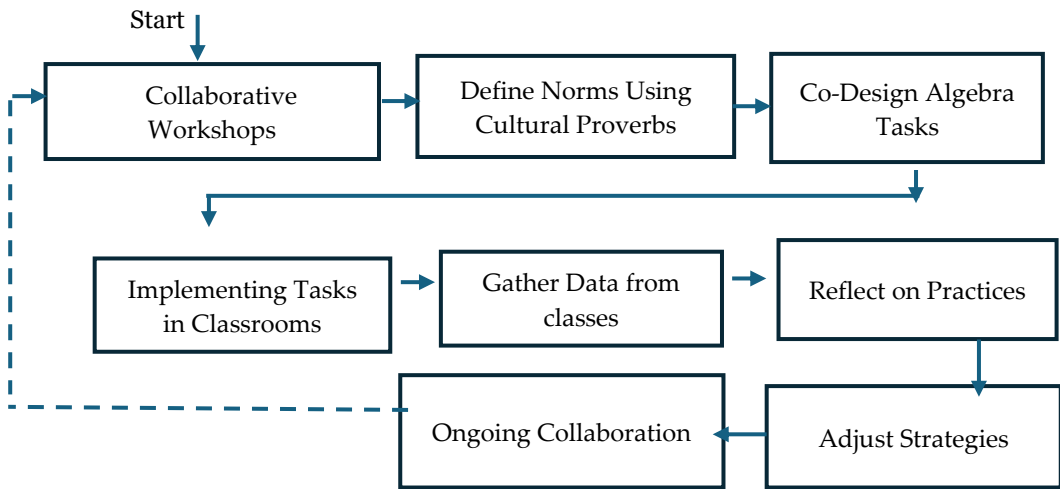 Start
Collaborative
Workshops
Define Norms Using
Cultural Proverbs
Co-Design Algebra
Tasks
Implementing Tasks
in Classrooms
Gather Data from
classes
Reflect on Practices
Ongoing Collaboration
Adjust Strategies